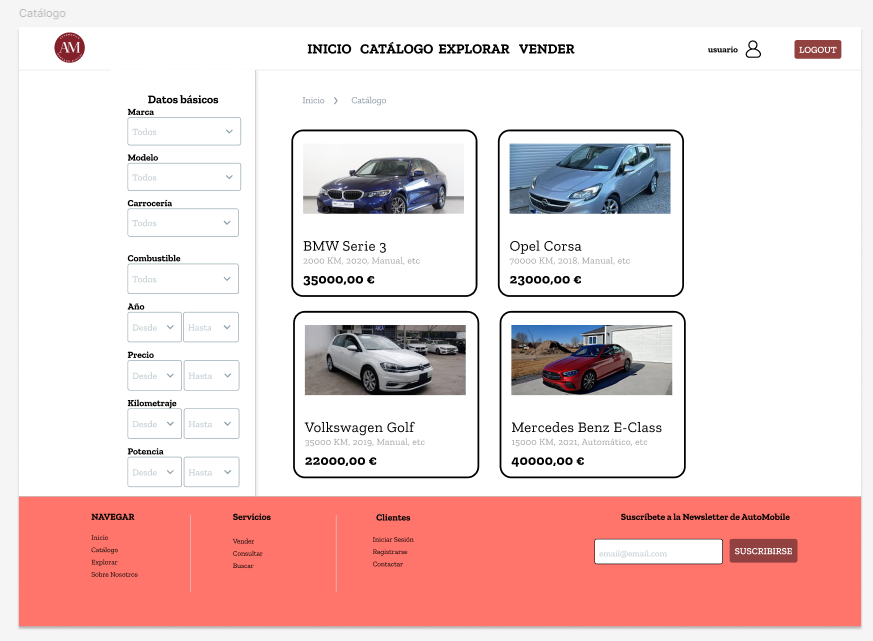 Catálogo
AM
INICIO CATÁLOGO EXPLORAR VENDER
usuario
LOGOUT
Datos básicos
Marca
Todos
Modelo
Todos
Carrocería
Todos
Combustible
Todos
Año
Desde Hasta
Precio
Desde Hasta
Kilometraje
Desde Hasta
Potencia
Desde Hasta
Inicio > Catálogo
BMW Serie 3
2000 KM, 2020, Manual, etc
35000,00 €
Opel Corsa
70000 KM, 2018, Manual, etc
23000,00 €
Volkswagen Golf
35000 KM, 2019, Manual, etc
22000,00 €
Mercedes Benz E-Class
15000 KM, 2021, Automático, etc
40000,00 €
NAVEGAR
Inicio
Catálogo
Explorar
Sobre Nosotros
Servicios
Vender
Consultar
Buscar
Clientes
Iniciar Sesión
Registrarse
Contactar
Suscríbete a la Newsletter de AutoMobile
email@email.com
SUSCRIBIRSE